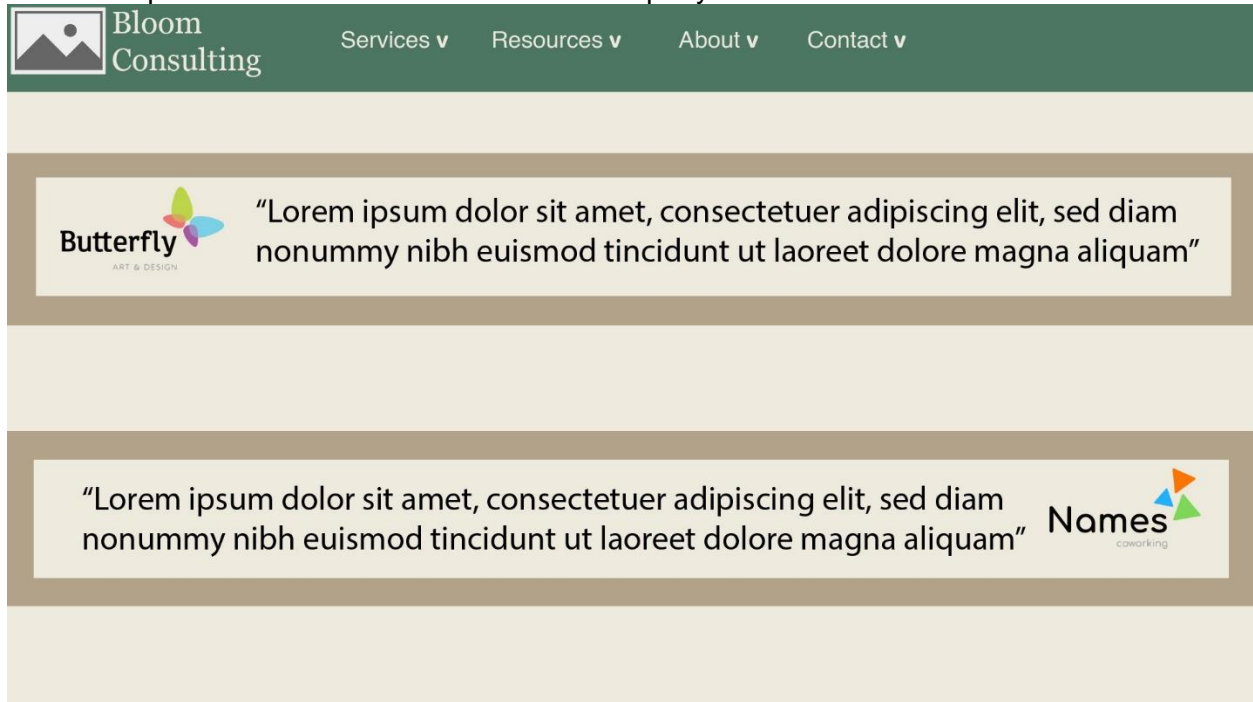 Bloom
Consulting
Services v
Resources v
About v
Contact v
Butterfly
ART & DESIGN
“Lorem ipsum dolor sit amet, consectetuer adipiscing elit, sed diam
nonummy nibh euismod tincidunt ut laoreet dolore magna aliquam”
“Lorem ipsum dolor sit amet, consectetuer adipiscing elit, sed diam
nonummy nibh euismod tincidunt ut laoreet dolore magna aliquam”
Names
coworking